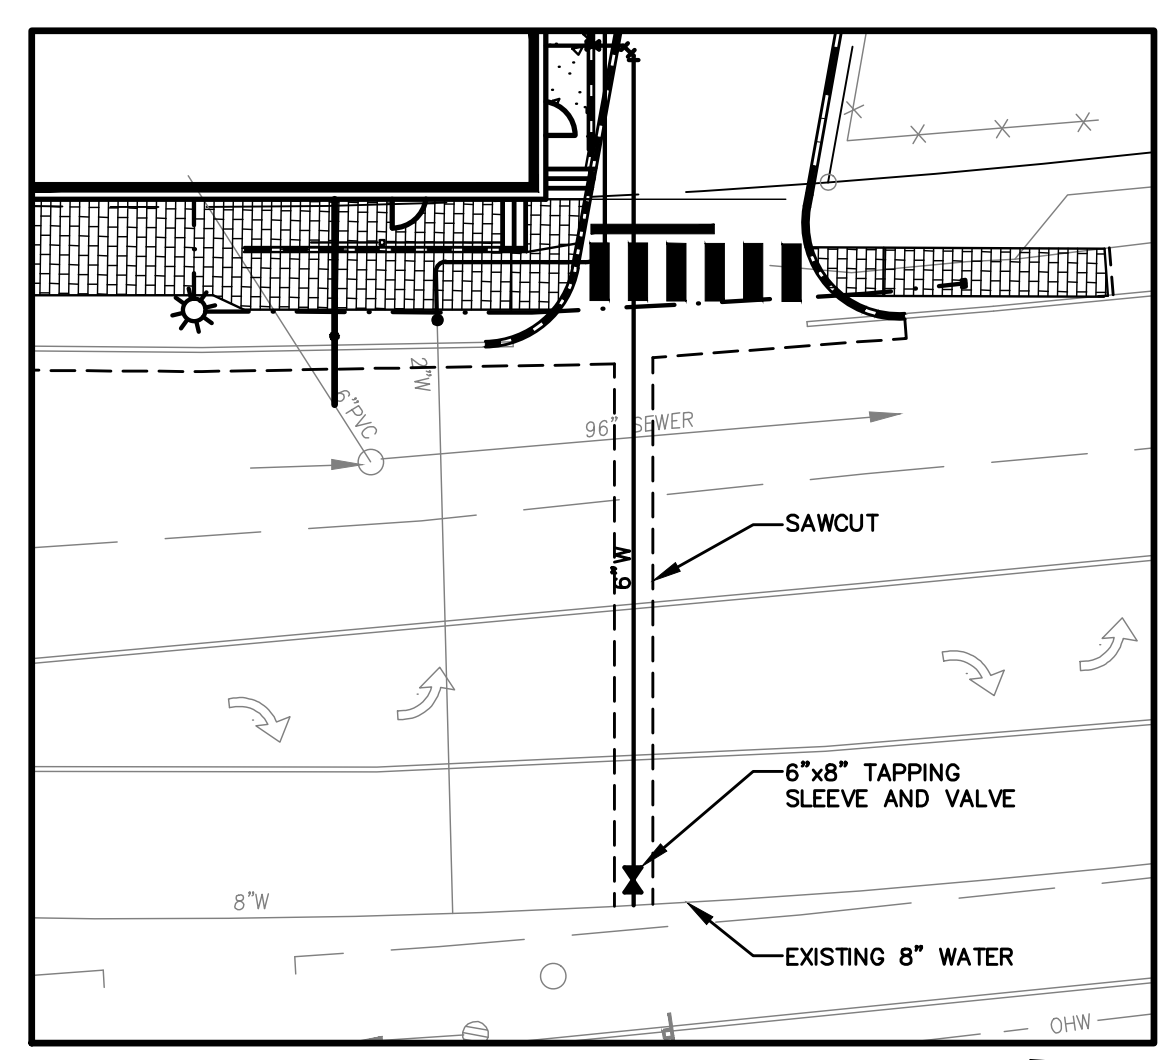 2"W
6"PVC
96" SEWER
SAWCUT
6"W
6"x8" TAPPING
SLEEVE AND VALVE
8"W
EXISTING 8" WATER
OHW